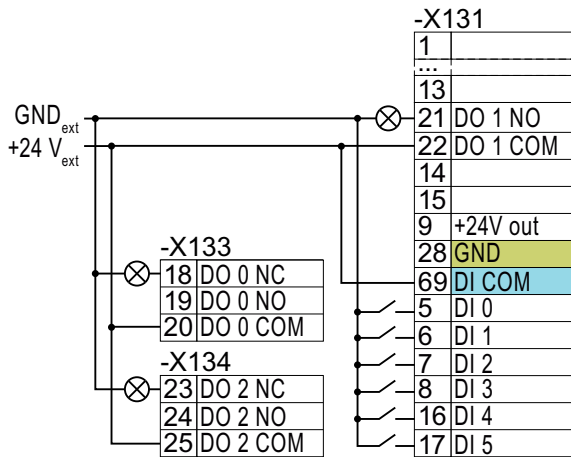 -X131
1
...
13
GND ext
21 DO 1 NO
+24 V ext
22 DO 1 COM
14
15
9 +24V out
28 GND
69 DI COM
5 DI 0
6 DI 1
7 DI 2
8 DI 3
16 DI 4
17 DI 5
-X133
18 DO 0 NC
19 DO 0 NO
20 DO 0 COM
-X134
23 DO 2 NC
24 DO 2 NO
25 DO 2 COM